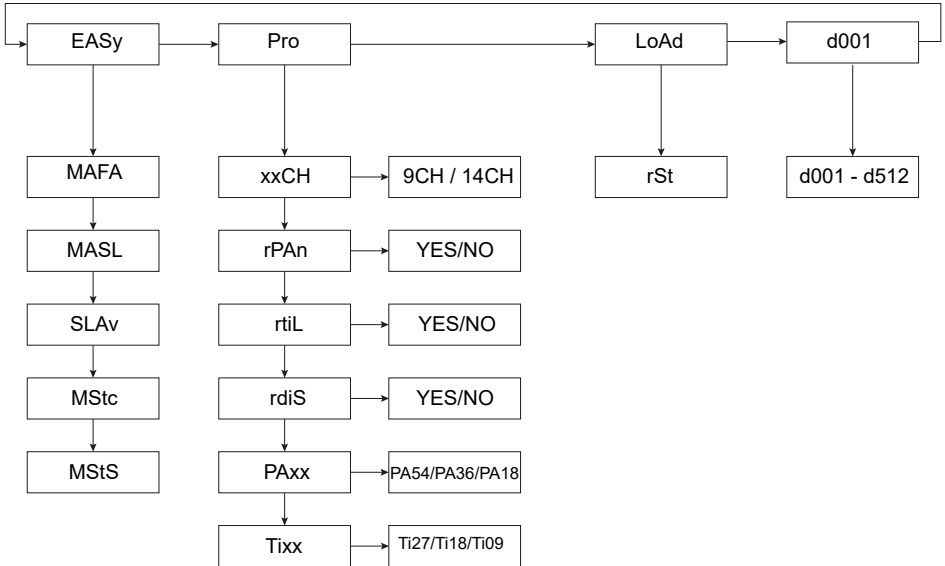 EASy Pro LoAd d001
MAFA xxCH 9CH / 14CH rSt d001 - d512
MASL rPAn YES/NO
SLAv rtiL YES/NO
MStc rdiS YES/NO
MStS PAxx PA54/PA36/PA18
Tixx Ti27/Ti18/Ti09